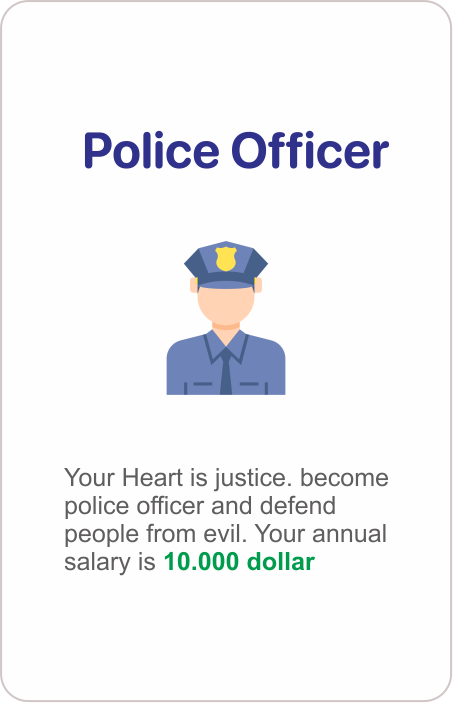 Police Officer
Your Heart is justice. become
police officer and defend
people from evil. Your annual
salary is 10.000 dollar